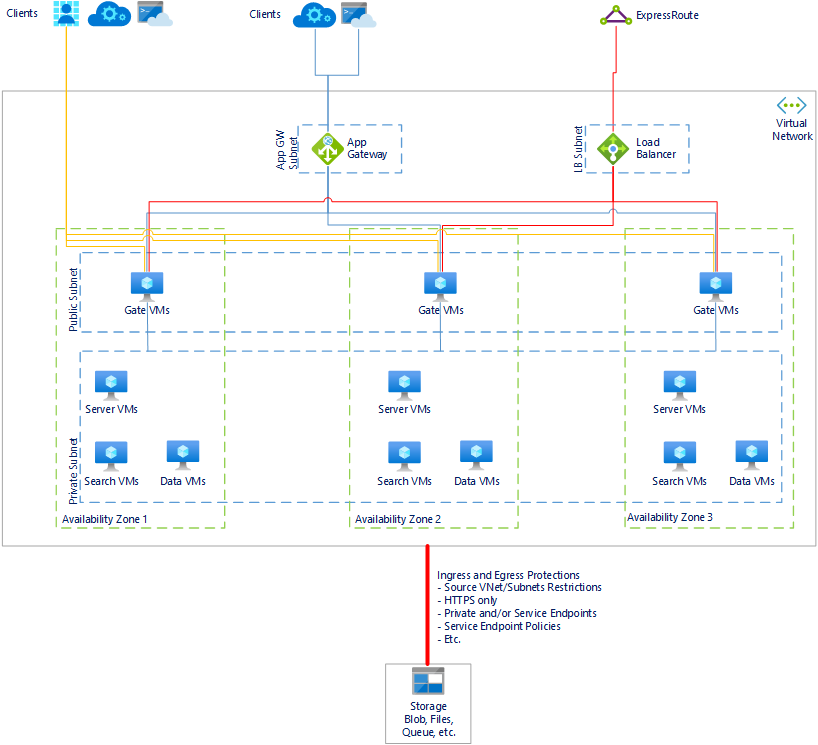 Clients
Clients
ExpressRoute
Virtual
Network
App GW
Subnet
App
Gateway
LB Subnet
Load
Balancer
Public Subnet
Gate VMs
Gate VMs
Gate VMs
Private Subnet
Server VMs
Server VMs
Server VMs
Search VMs
Data VMs
Search VMs
Data VMs
Search VMs
Data VMs
Availability Zone 1
Availability Zone 2
Availability Zone 3
Ingress and Egress Protections
- Source VNet/Subnets Restrictions
- HTTPS only
- Private and/or Service Endpoints
- Service Endpoint Policies
- Etc.
Storage
Blob, Files,
Queue, etc.